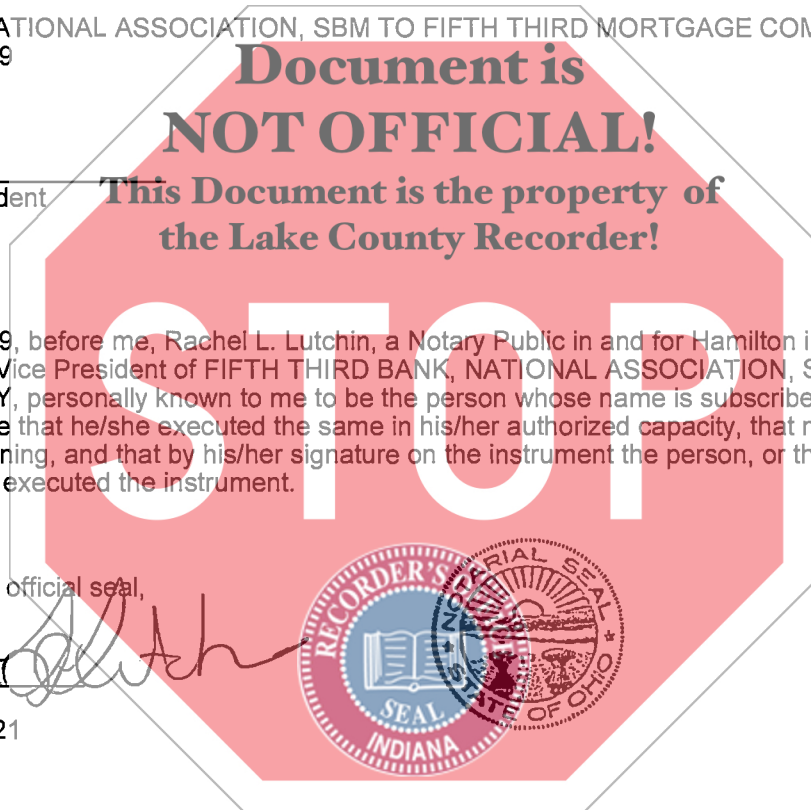 ATIONAL ASSOCIATION, SBM TO FIFTH THIRD MORTGAGE COM
9
Document is
NOT OFFICIAL!
dent
This Document is the property of
the Lake County Recorder!
STOP
9, before me, Rachel L. Lutchin, a Notary Public in and for Hamilton i
Vice President of FIFTH THIRD BANK, NATIONAL ASSOCIATION, S
Y, personally known to me to be the person whose name is subscribe
e that he/she executed the same in his/her authorized capacity, that
ning, and that by his/her signature on the instrument the person, or th
executed the instrument.
official seal,
RECORDER'S
SEAL
INDIANA
NOTARIAL SEAL
STATE OF OHIO
21